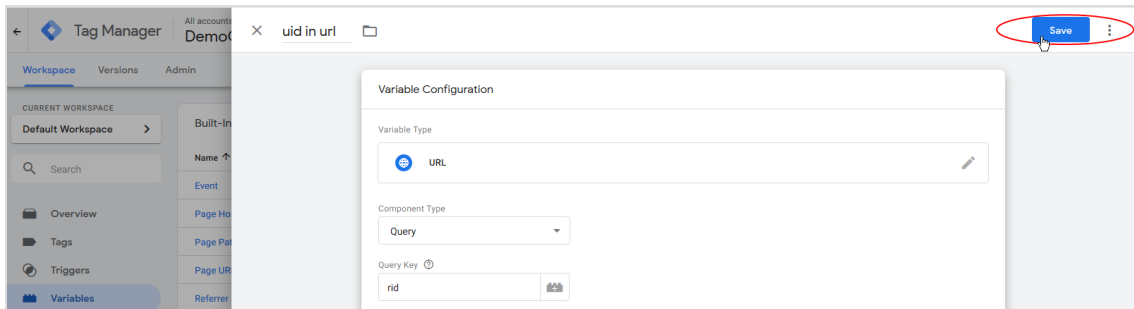 All accounts
Tag Manager
Demo
uid in url
Save
Workspace Versions Admin
Variable Configuration
CURRENT WORKSPACE
Default Workspace
Built-In
Variable Type
Name
URL
Search
Event
Overview
Page Ho
Component Type
Query
Tags
Page Pat
Triggers
Page UR
Query Key
rid
Variables
Referrer